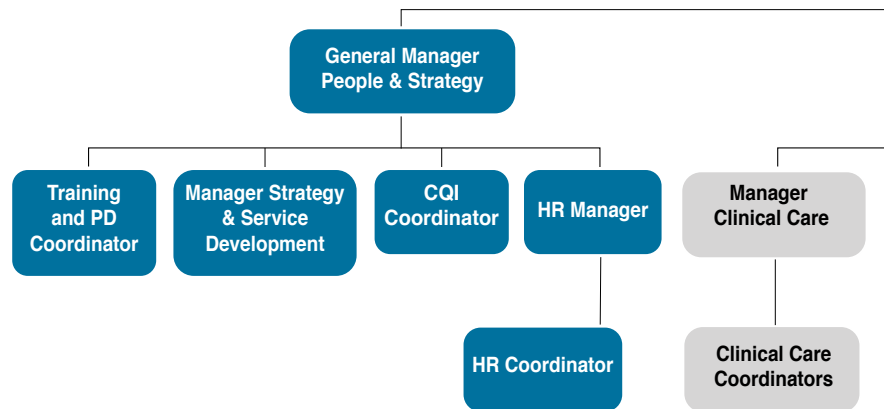 General Manager
People & Strategy
Training
and PD
Coordinator
Manager Strategy
& Service
Development
CQI
Coordinator
HR Manager
Manager
Clinical Care
HR Coordinator
Clinical Care
Coordinators